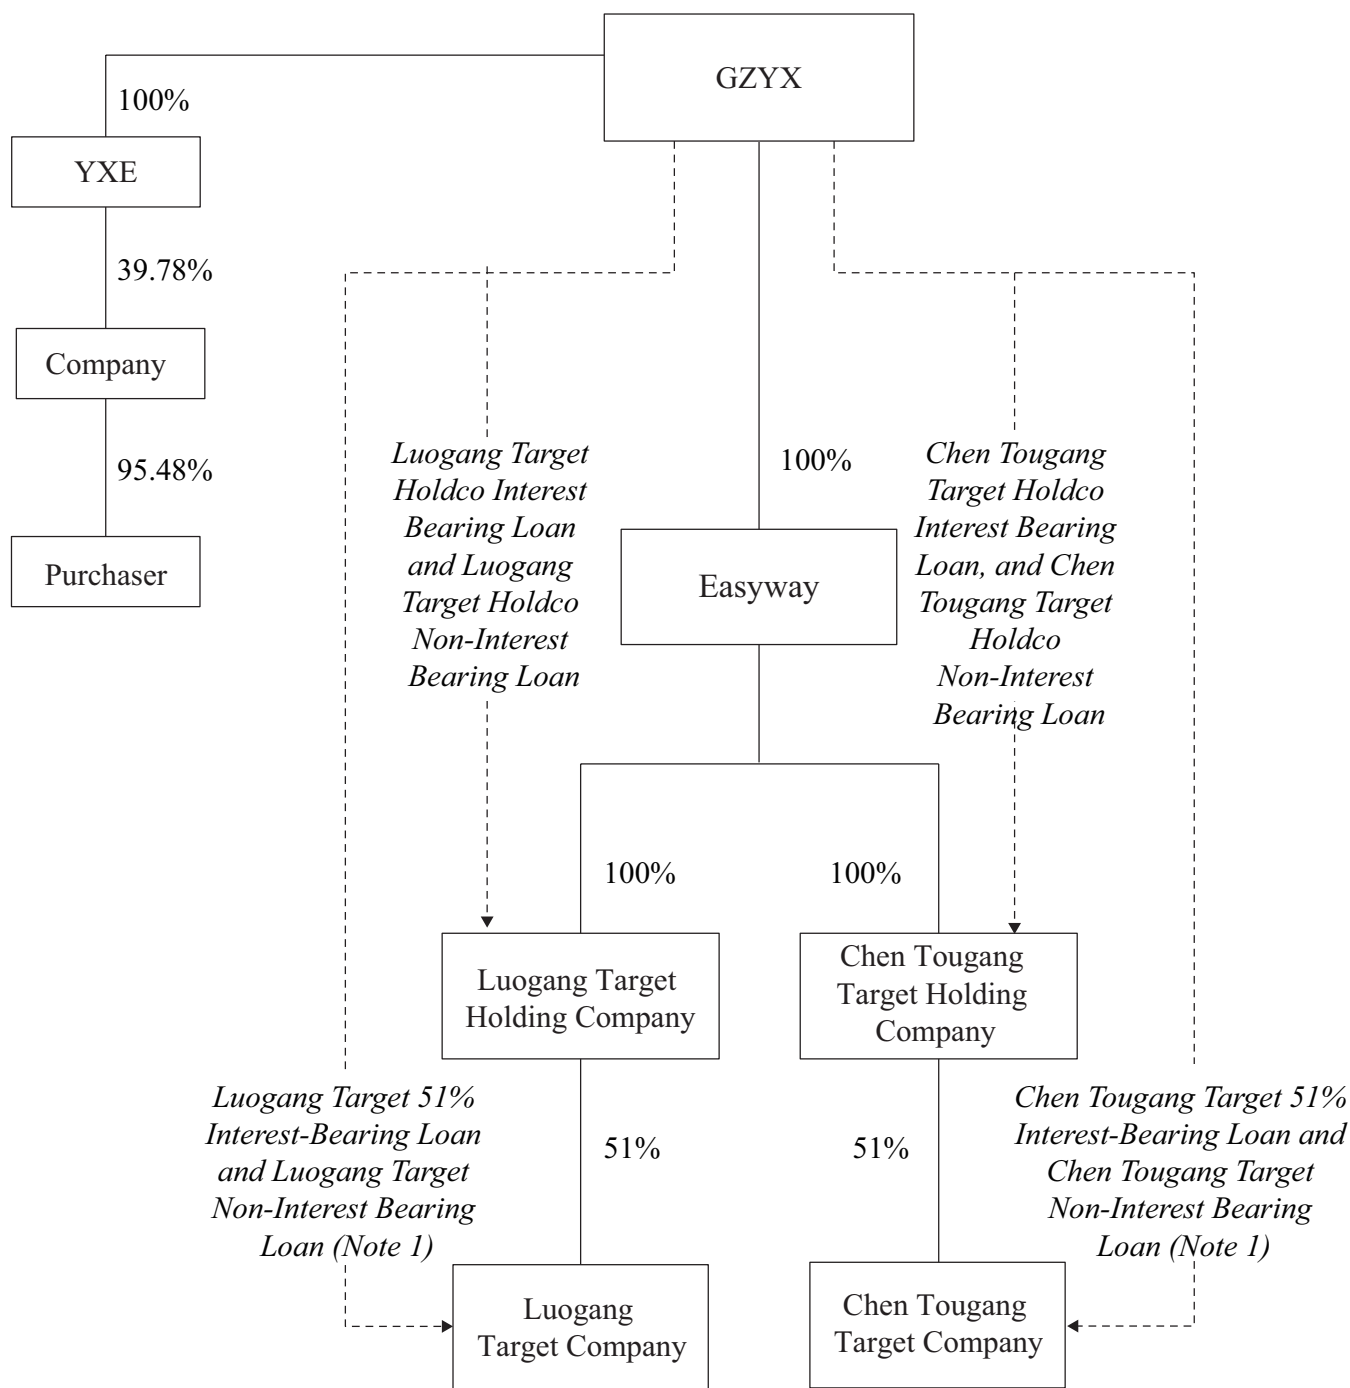 GZYX
100%
YXE
39.78%
Company
95.48%
Purchaser
Luogang Target
Holdco Interest
Bearing Loan
and Luogang
Target Holdco
Non-Interest
Bearing Loan
100%
Chen Tougang
Target Holdco
Interest Bearing
Loan, and Chen
Tougang Target
Holdco
Non-Interest
Bearing Loan
Easyway
100%
100%
Luogang Target
Holding Company
Chen Tougang
Target Holding
Company
Luogang Target 51%
Interest-Bearing Loan
and Luogang Target
Non-Interest Bearing
Loan (Note 1)
51%
51%
Chen Tougang Target 51%
Interest-Bearing Loan and
Chen Tougang Target
Non-Interest Bearing
Loan (Note 1)
Luogang
Target Company
Chen Tougang
Target Company